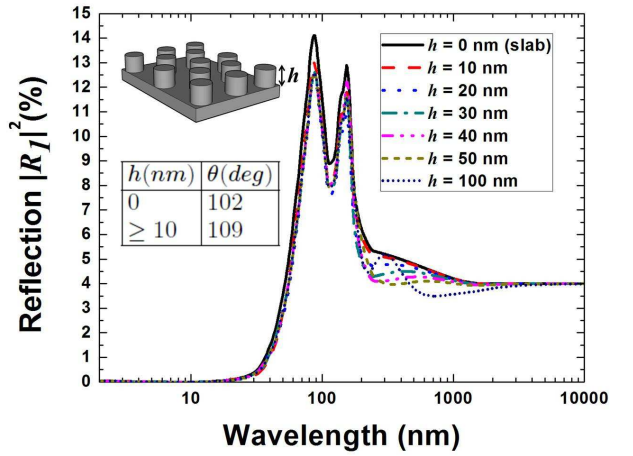 Reflection |R_1|^2(%)
15
14
13
12
11
10
9
8
7
6
5
4
3
2
1
0
h
h(nm) θ(deg)
0 102
≥ 10 109
h = 0 nm (slab)
h = 10 nm
h = 20 nm
h = 30 nm
h = 40 nm
h = 50 nm
h = 100 nm
10 100 1000 10000
Wavelength (nm)